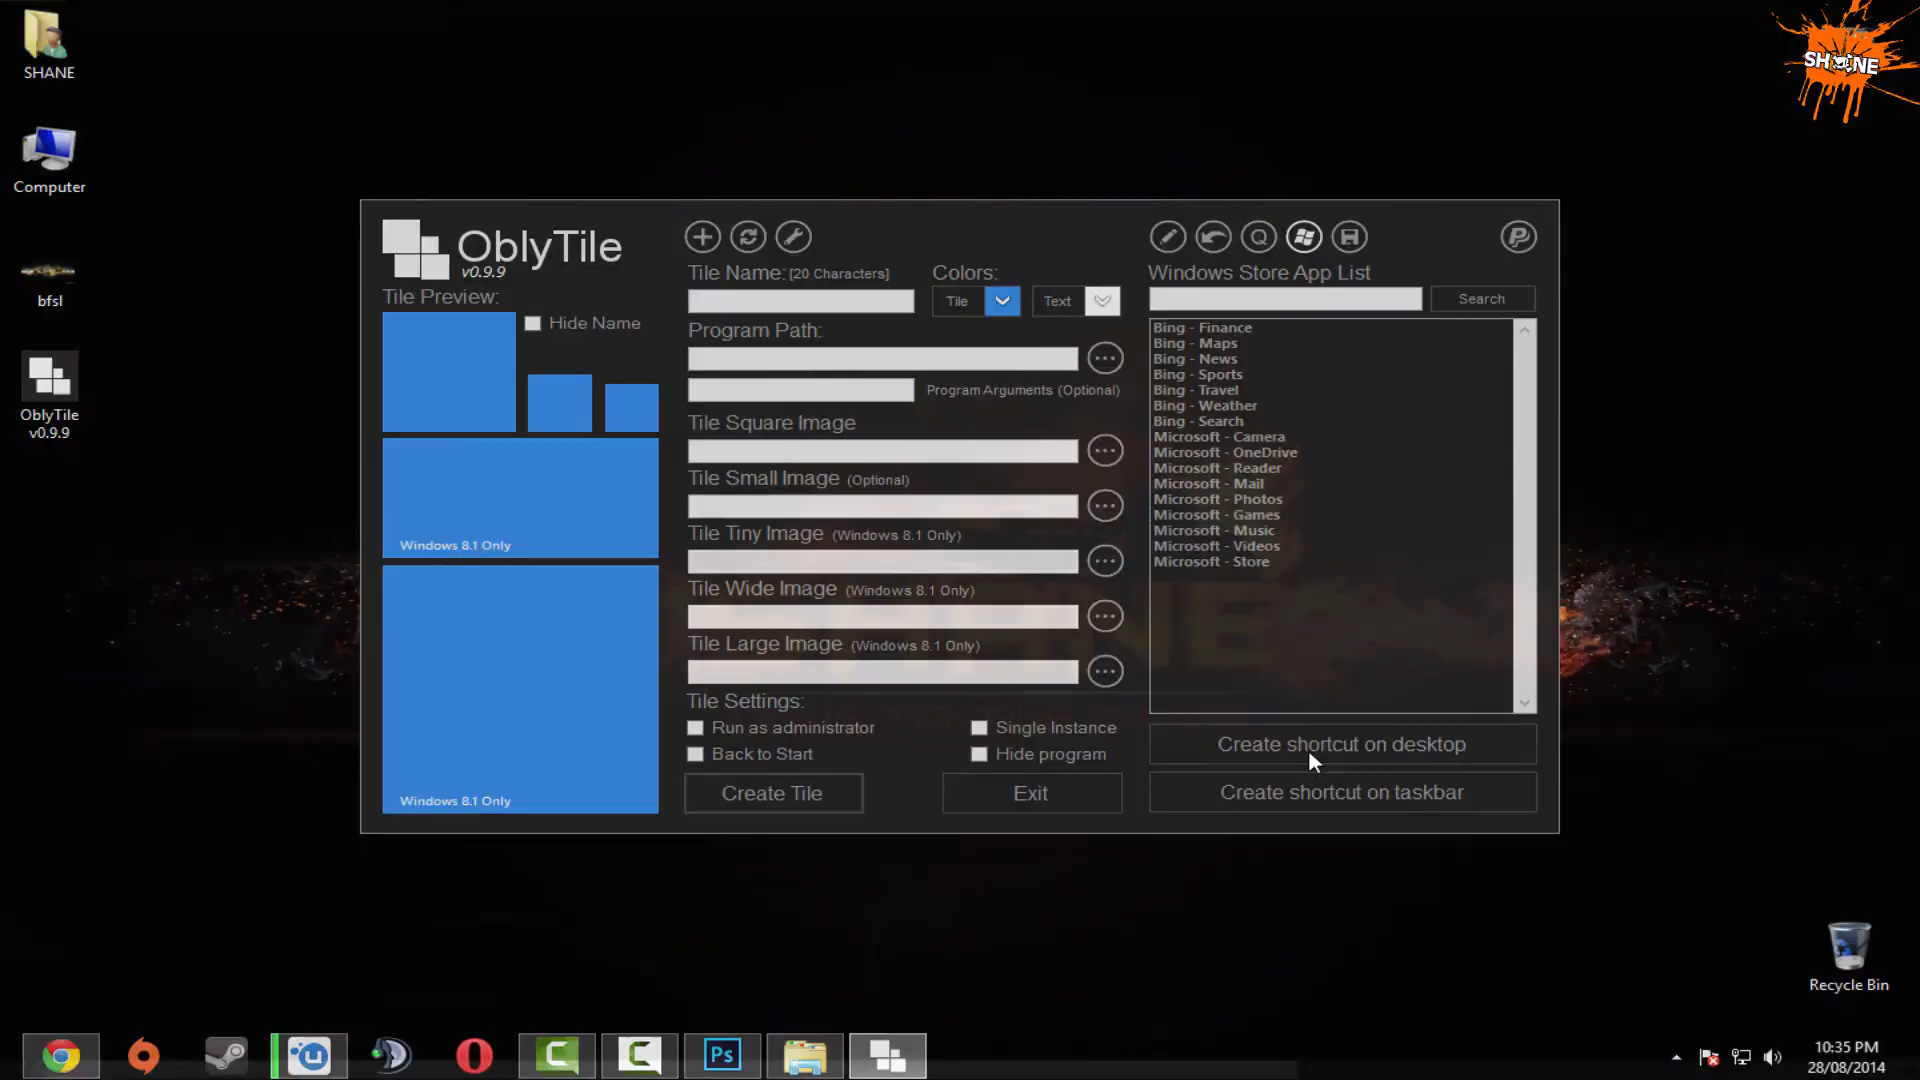 SHANE
Computer
bfsl
OblyTile
v0.9.9
SHANE
OblyTile
v0.9.9
Tile Preview:
Hide Name
Windows 8.1 Only
Windows 8.1 Only
Tile Name: [20 Characters]
Colors:
Tile
Text
Program Path:
Program Arguments (Optional)
Tile Square Image
Tile Small Image (Optional)
Tile Tiny Image (Windows 8.1 Only)
Tile Wide Image (Windows 8.1 Only)
Tile Large Image (Windows 8.1 Only)
Tile Settings:
Run as administrator
Single Instance
Back to Start
Hide program
Create Tile
Exit
Windows Store App List
Search
Bing - Finance
Bing - Maps
Bing - News
Bing - Sports
Bing - Travel
Bing - Weather
Bing - Search
Microsoft - Camera
Microsoft - OneDrive
Microsoft - Reader
Microsoft - Mail
Microsoft - Photos
Microsoft - Games
Microsoft - Music
Microsoft - Videos
Microsoft - Store
Create shortcut on desktop
Create shortcut on taskbar
Recycle Bin
Ps
10:35 PM
28/08/2014